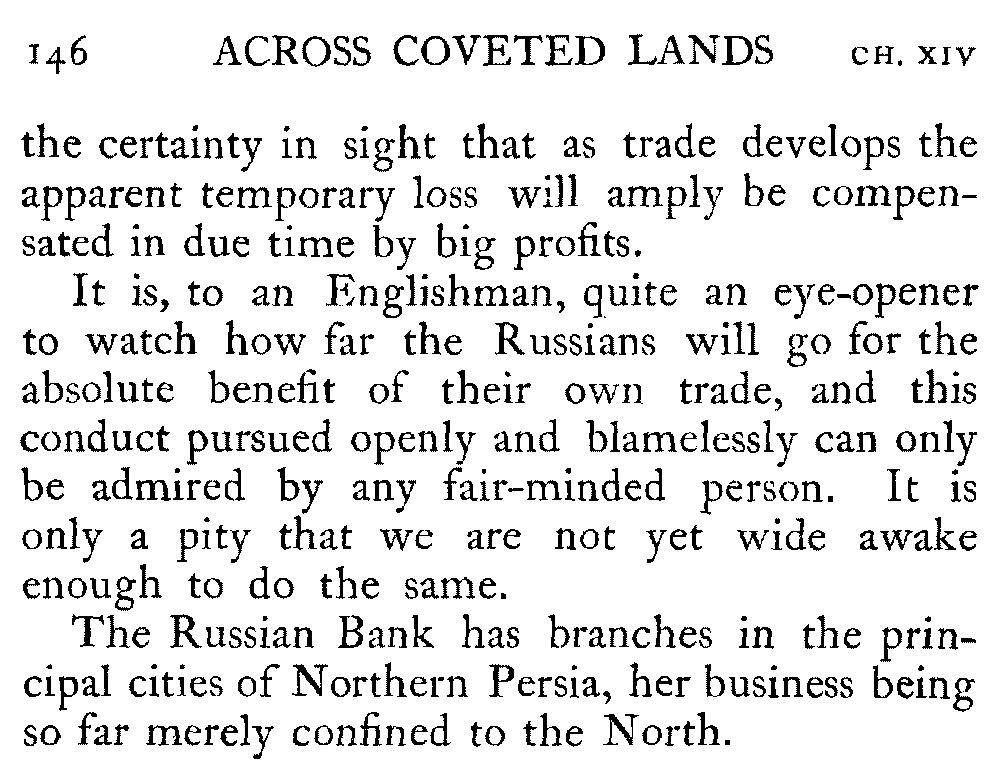 146 ACROSS COVETED LANDS CH. XIV
the certainty in sight that as trade develops the
apparent temporary loss will amply be compen-
sated in due time by big profits.
It is, to an Englishman, quite an eye-opener
to watch how far the Russians will go for the
absolute benefit of their own trade, and this
conduct pursued openly and blamelessly can only
be admired by any fair-minded person. It is
only a pity that we are not yet wide awake
enough to do the same.
The Russian Bank has branches in the prin-
cipal cities of Northern Persia, her business being
so far merely confined to the North.